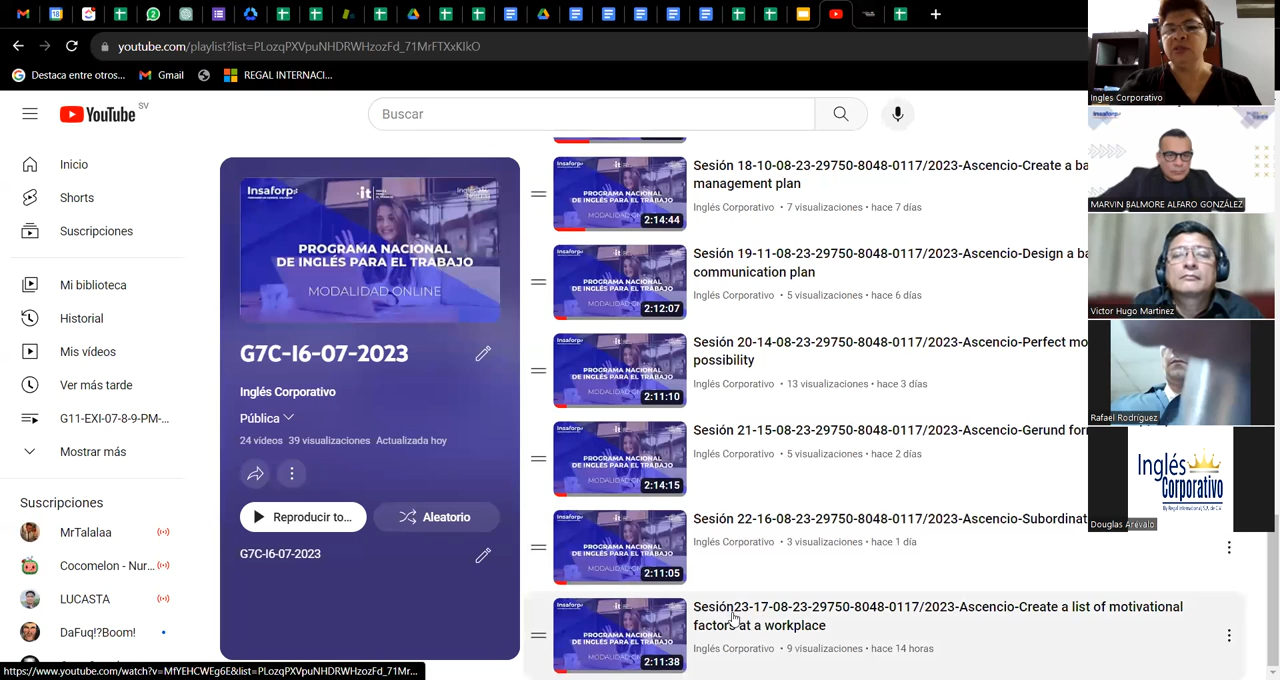 youtube.com/playlist?list=PLozqPXVpuNHDRWHzozFd_71MrFTXxKIkO
Destaca entre otros...
Gmail
REGAL INTERNACI...
YouTube SV
Buscar
Inicio
Shorts
Suscripciones
Mi biblioteca
Historial
Mis vídeos
Ver más tarde
G11-EXI-07-8-9-PM-...
Mostrar más
Suscripciones
MrTalalaa
Cocomelon - Nur...
LUCASTA
DaFuq!?Boom!
https://www.youtube.com/watch?v=MfYEHCWEg6E&list=PLozqPXVpuNHDRWHzozFd_71Mr...
Insaforp
it
PROGRAMA NACIONAL
DE INGLÉS PARA EL TRABAJO
MODALIDAD ONLINE
G7C-I6-07-2023
Inglés Corporativo
Pública
24 vídeos 39 visualizaciones Actualizada hoy
Reproducir to...
Aleatorio
G7C-I6-07-2023
2:14:44
Sesión 18-10-08-23-29750-8048-0117/2023-Ascencio-Create a ba
management plan
Inglés Corporativo • 7 visualizaciones • hace 7 días
2:12:07
Sesión 19-11-08-23-29750-8048-0117/2023-Ascencio-Design a ba
communication plan
Inglés Corporativo • 5 visualizaciones • hace 6 días
2:11:10
Sesión 20-14-08-23-29750-8048-0117/2023-Ascencio-Perfect mo
possibility
Inglés Corporativo • 13 visualizaciones • hace 3 días
2:14:15
Sesión 21-15-08-23-29750-8048-0117/2023-Ascencio-Gerund for
Inglés Corporativo • 5 visualizaciones • hace 2 días
2:11:05
Sesión 22-16-08-23-29750-8048-0117/2023-Ascencio-Subordinat
Inglés Corporativo • 3 visualizaciones • hace 1 día
2:11:38
Sesión23-17-08-23-29750-8048-0117/2023-Ascencio-Create a list of motivational
factors at a workplace
Inglés Corporativo • 9 visualizaciones • hace 14 horas
Ingles Corporativo
MARVIN BALMORE ALFARO GONZÁLEZ
Victor Hugo Martinez
Rafael Rodríguez
Inglés
Corporativo
Douglas Arévalo